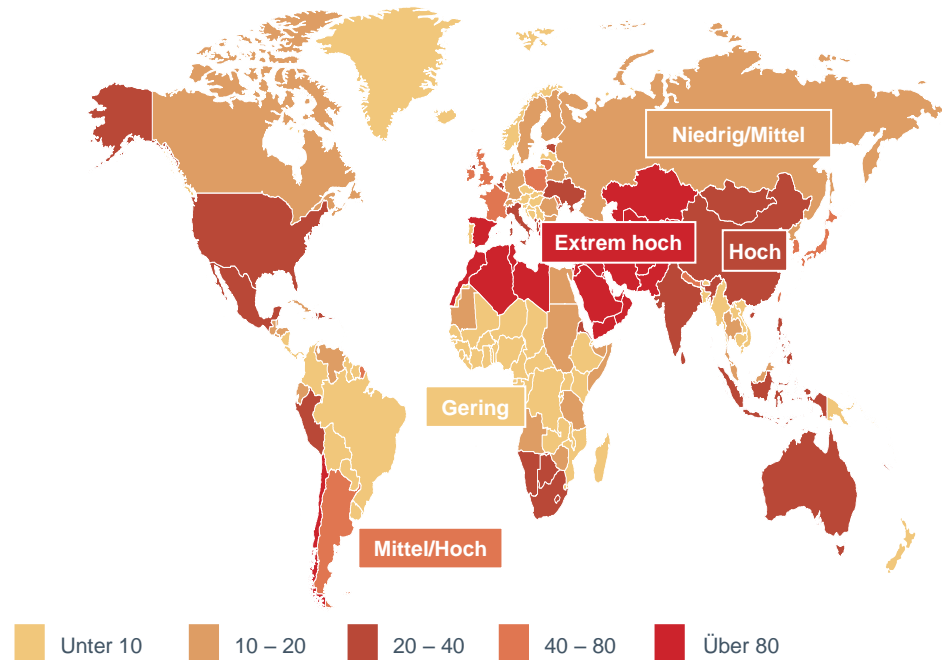 Niedrig/Mittel
Extrem hoch
Hoch
Gering
Mittel/Hoch
Unter 10
10 – 20
20 – 40
40 – 80
Über 80